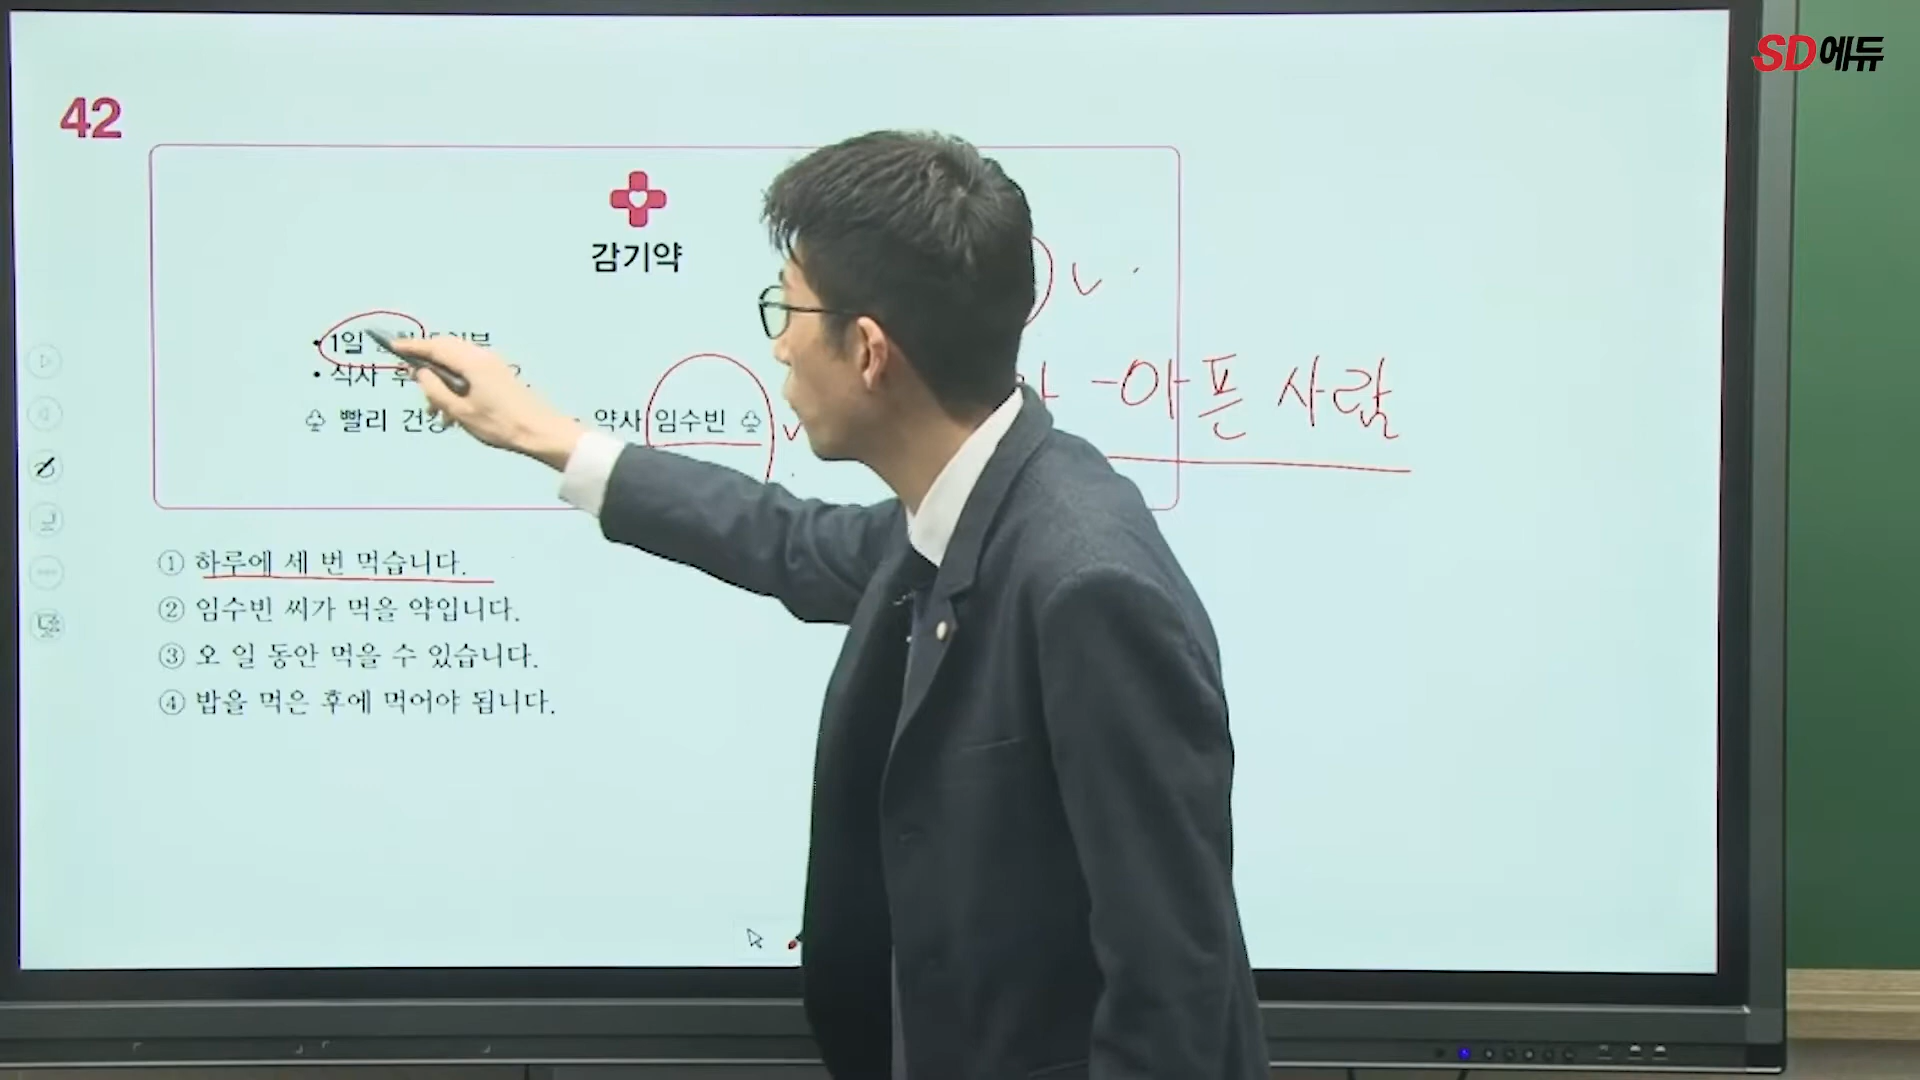 SD에듀
42
감기약
• 1일
• 식사 후
♧ 빨리 약사 임수빈 ♧
- 아픈 사람
① 하루에 세 번 먹습니다.
② 임수빈 씨가 먹을 약입니다.
③ 오 일 동안 먹을 수 있습니다.
④ 밥을 먹은 후에 먹어야 됩니다.